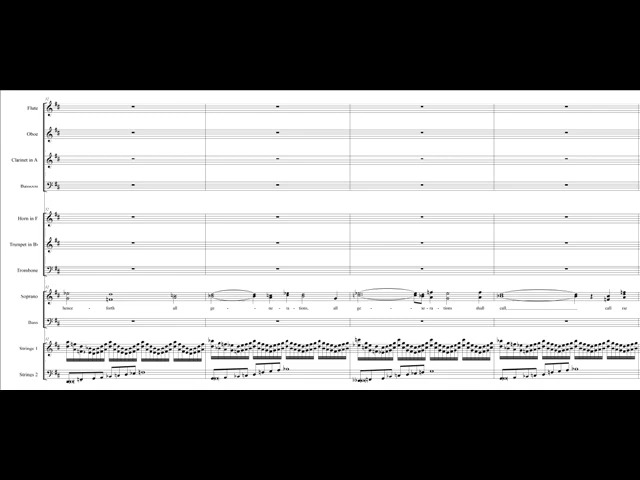 Flute
Oboe
Clarinet in A
Bassoon
Horn in F
Trumpet in B♭
Trombone
Soprano
hence - forth all ge - ne - ra - tions, all ge - ne - ra - tions shall call call me
Bass
Strings 1
Strings 2